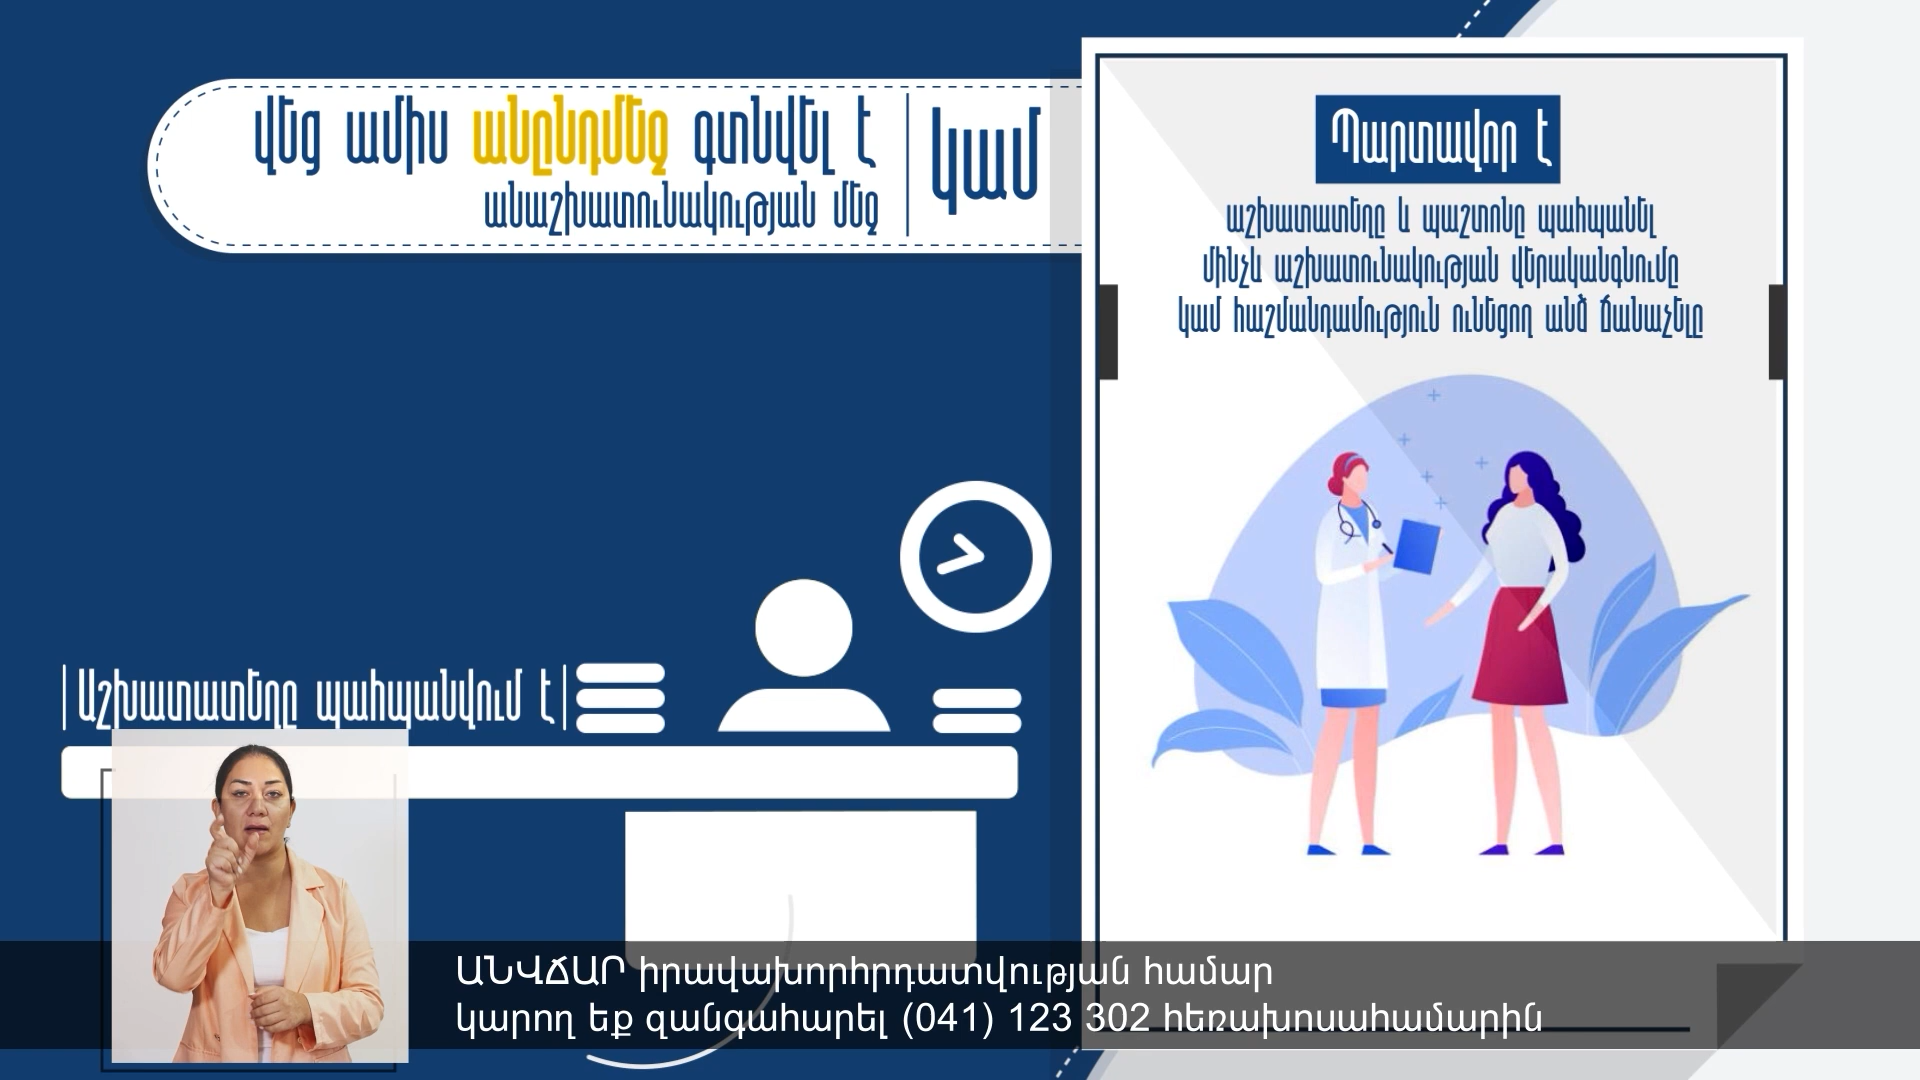 վեց ամիս անընդմեջ գտնվել է
անաշխատունակության մեջ
կամ
Պարտավոր է
աշխատատեղը և պաշտոնը պահպանել
մինչև աշխատունակության վերականգնումը
կամ հաշմանդամություն ունեցող անձ ճանաչելը
Աշխատատեղը պահպանվում է
ԱՆՎՃԱՐ իրավախորհրդատվության համար
կարող եք զանգահարել (041) 123 302 հեռախոսահամարին